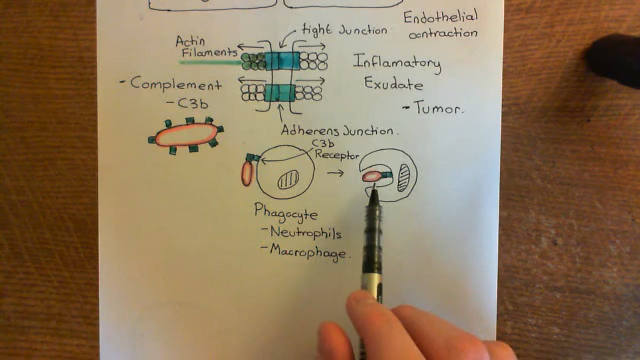 Endothelial
contraction
tight Junction
Actin
Filaments
Inflamatory
Exudate
- Tumor.
- Complement
- C3b
Adherens Junction.
C3b
Receptor
Phagocyte
- Neutrophils
- Macrophage.